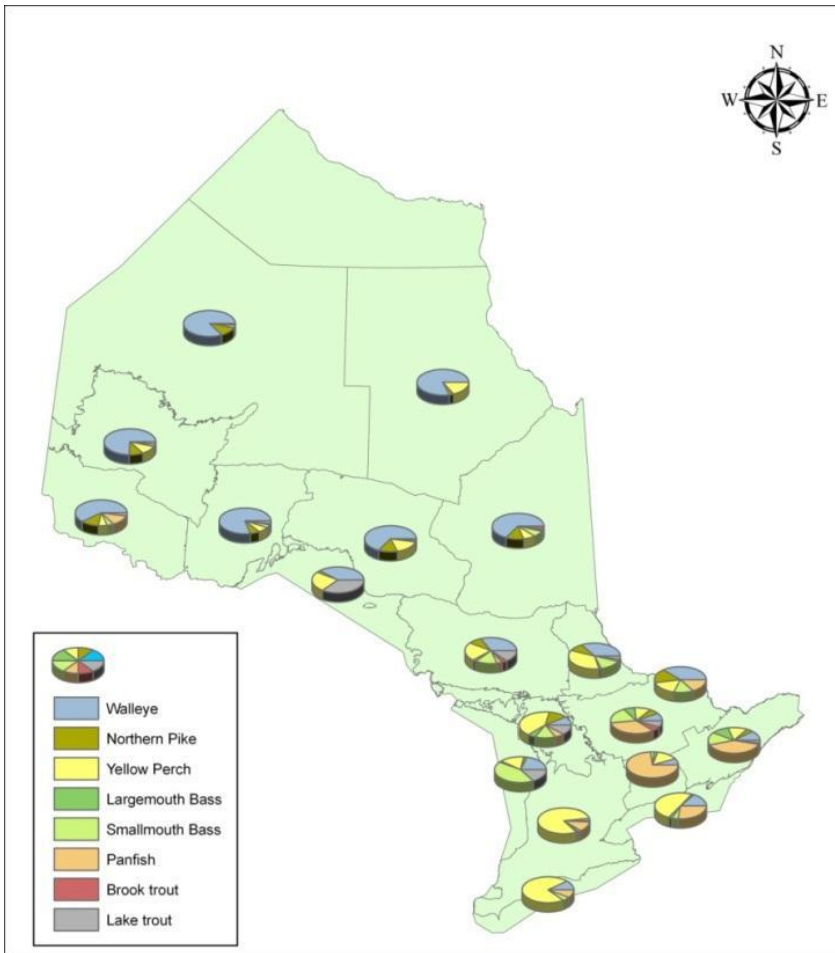 N
W E
S
Walleye
Northern Pike
Yellow Perch
Largemouth Bass
Smallmouth Bass
Panfish
Brook trout
Lake trout